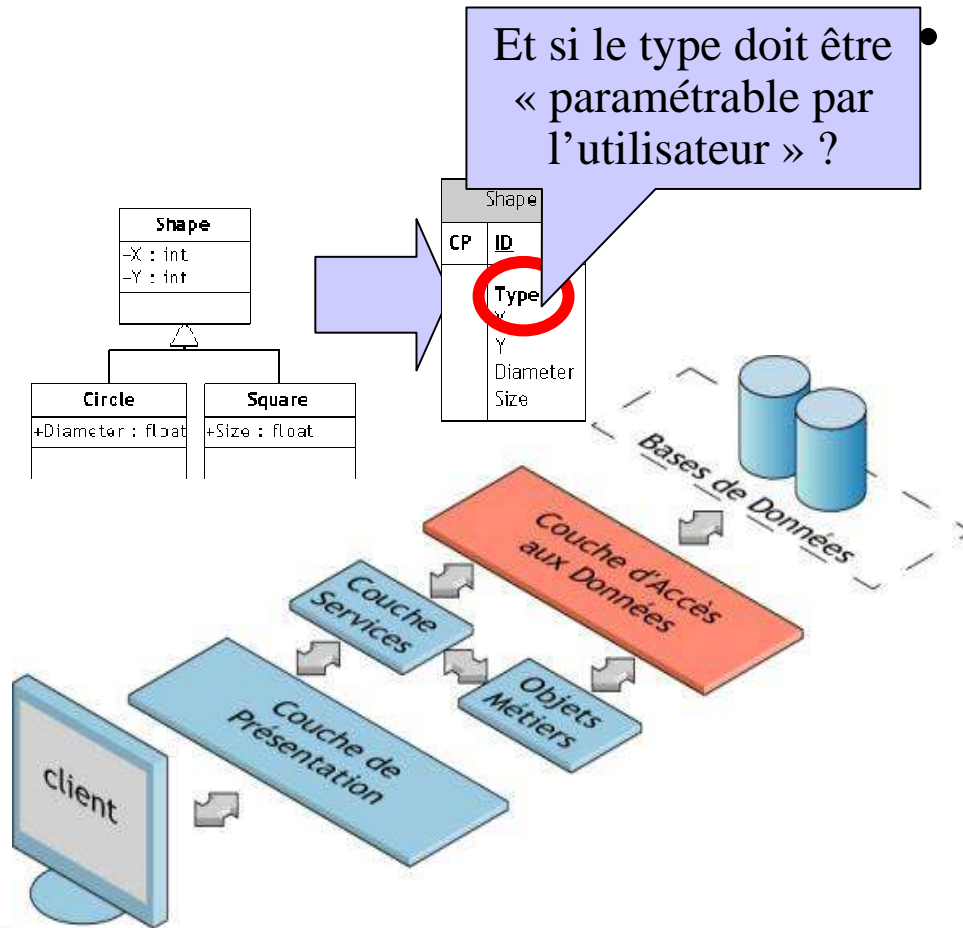 Et si le type doit être
« paramétrable par
l’utilisateur » ?
•
Shape
-X : int
-Y : int
Circle
+Diameter : float
Square
+Size : float
Shape
CP
ID
Type
Y
Diameter
Size
Bases de Données
Couche d'Accès
aux Données
Couche
Services
Objets
Métiers
Couche de
Présentation
client